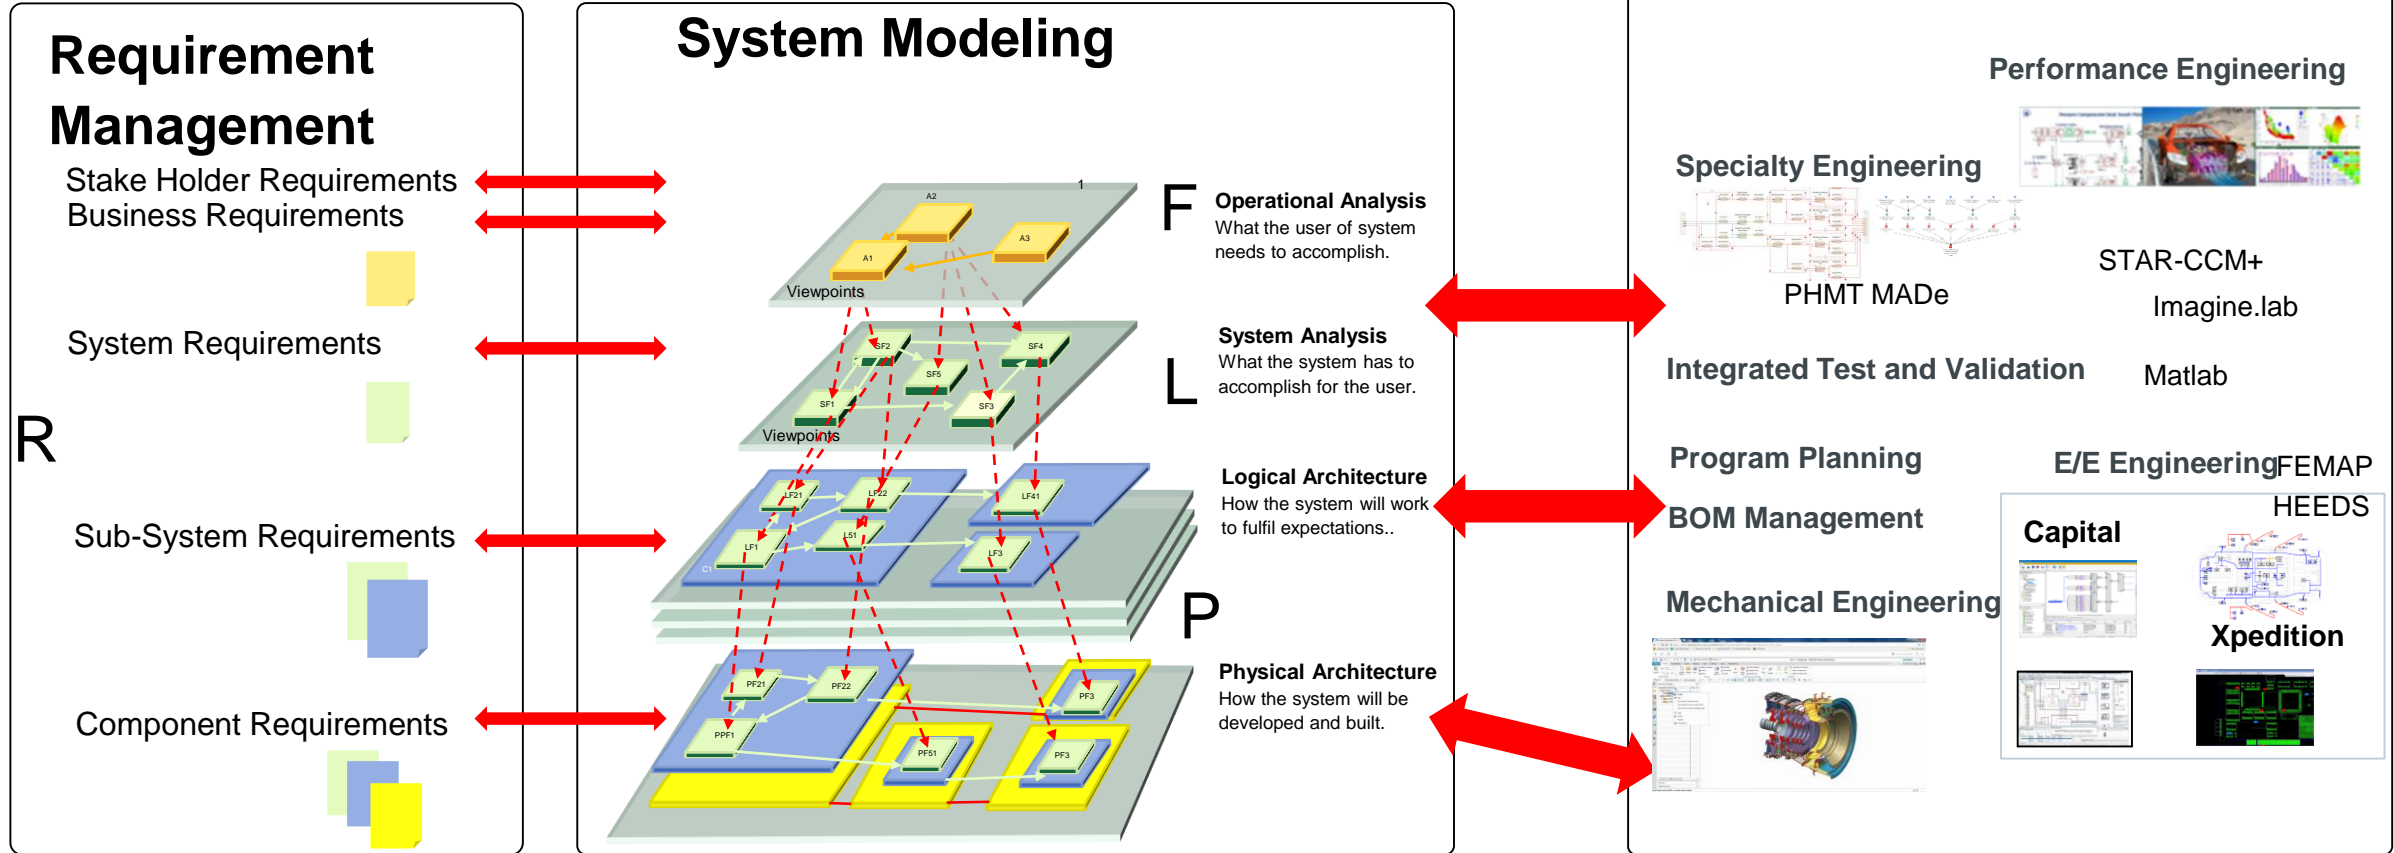 Requirement
Management
Stake Holder Requirements
Business Requirements
System Requirements
R
Sub-System Requirements
Component Requirements
System Modeling
1
A2
A3
A1
Viewpoints
F
Operational Analysis
What the user of system
needs to accomplish.
SF2
SF4
SF5
SF1
SF3
Viewpoints
L
System Analysis
What the system has to
accomplish for the user.
LF21
LF22
LF41
LF1
L51
LF3
C1
Logical Architecture
How the system will work
to fulfil expectations..
P
PF21
PF22
PF3
PPF1
PF51
PF3
Physical Architecture
How the system will be
developed and built.
Performance Engineering
Specialty Engineering
PHMT MADe
STAR-CCM+
Imagine.lab
Integrated Test and Validation
Matlab
Program Planning
E/E Engineering
FEMAP
HEEDS
BOM Management
Capital
Mechanical Engineering
Xpedition